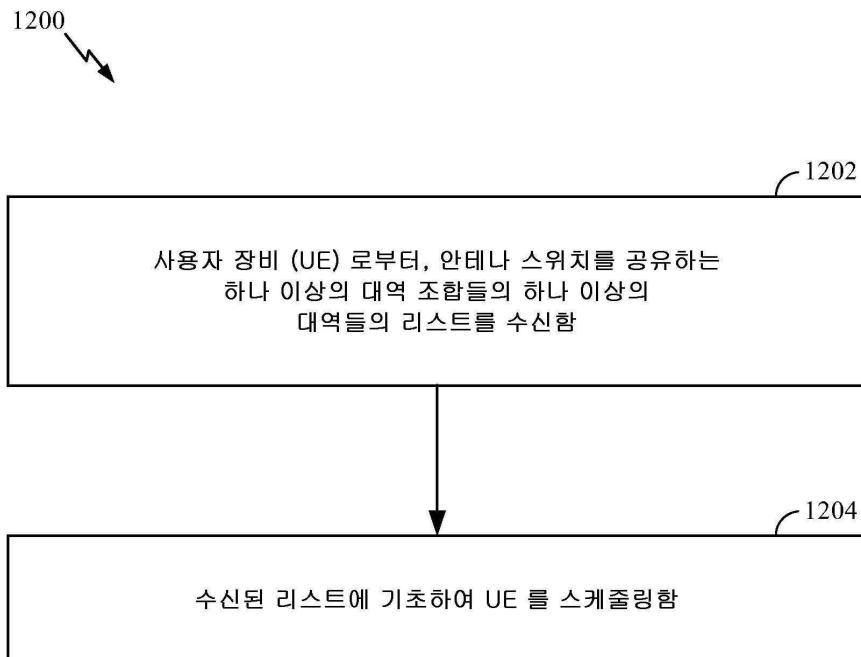 1200
1202
사용자 장비 (UE) 로부터, 안테나 스위치를 공유하는
하나 이상의 대역 조합들의 하나 이상의
대역들의 리스트를 수신함
1204
수신된 리스트에 기초하여 UE 를 스케줄링함